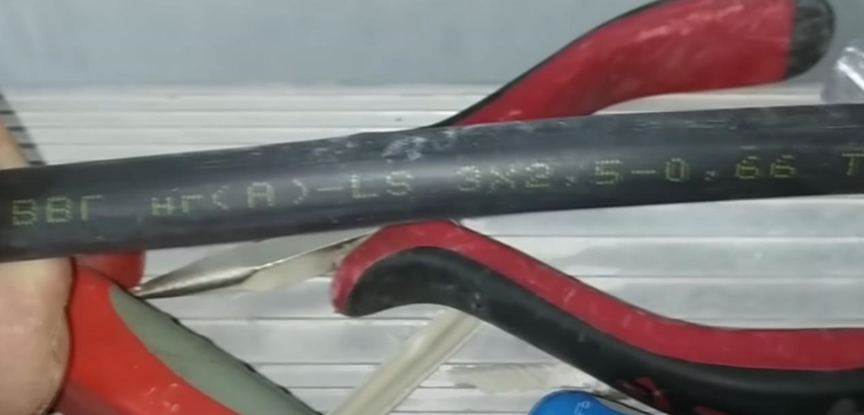 ВВГ нг(А)-LS 3х2,5-0,66 Т